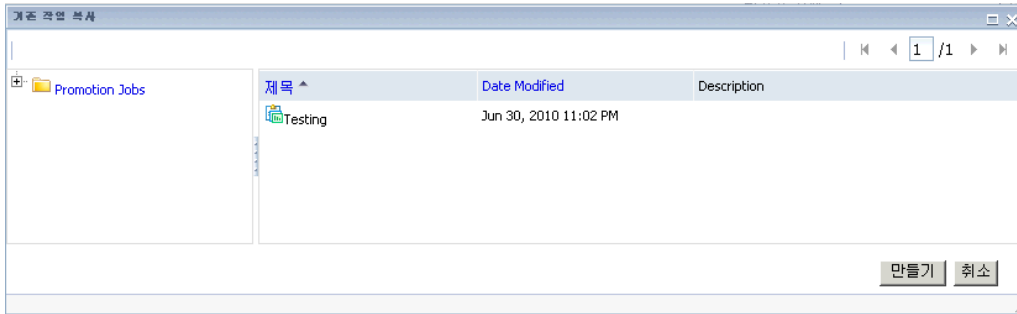 기존 작업 복사
1 /1
Promotion Jobs
제목 Date Modified Description
Testing Jun 30, 2010 11:02 PM
만들기 취소